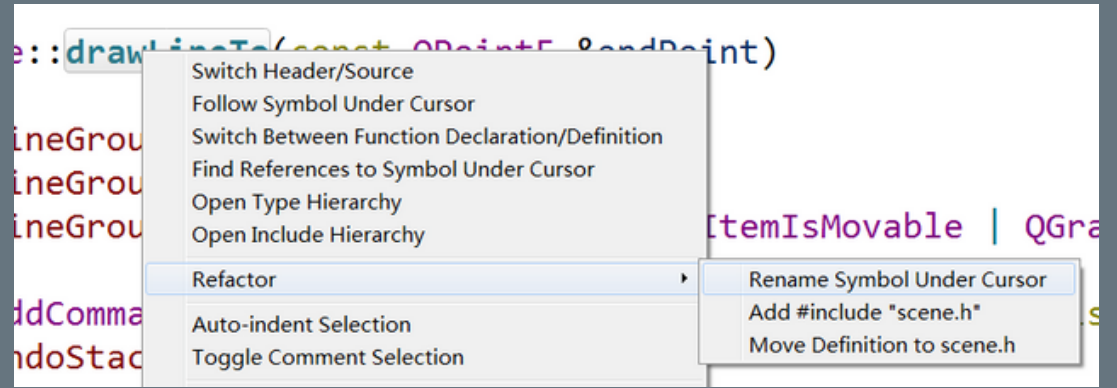 e::drawLineTo(const QPointF &endPoint)
Switch Header/Source
Follow Symbol Under Cursor
Switch Between Function Declaration/Definition
Find References to Symbol Under Cursor
Open Type Hierarchy
Open Include Hierarchy
Refactor
Auto-indent Selection
Toggle Comment Selection
ineGrou
ineGrou
ineGrou
ItemIsMovable | QGra
ddComma
ndoStac
Rename Symbol Under Cursor
Add #include "scene.h"
Move Definition to scene.h
s